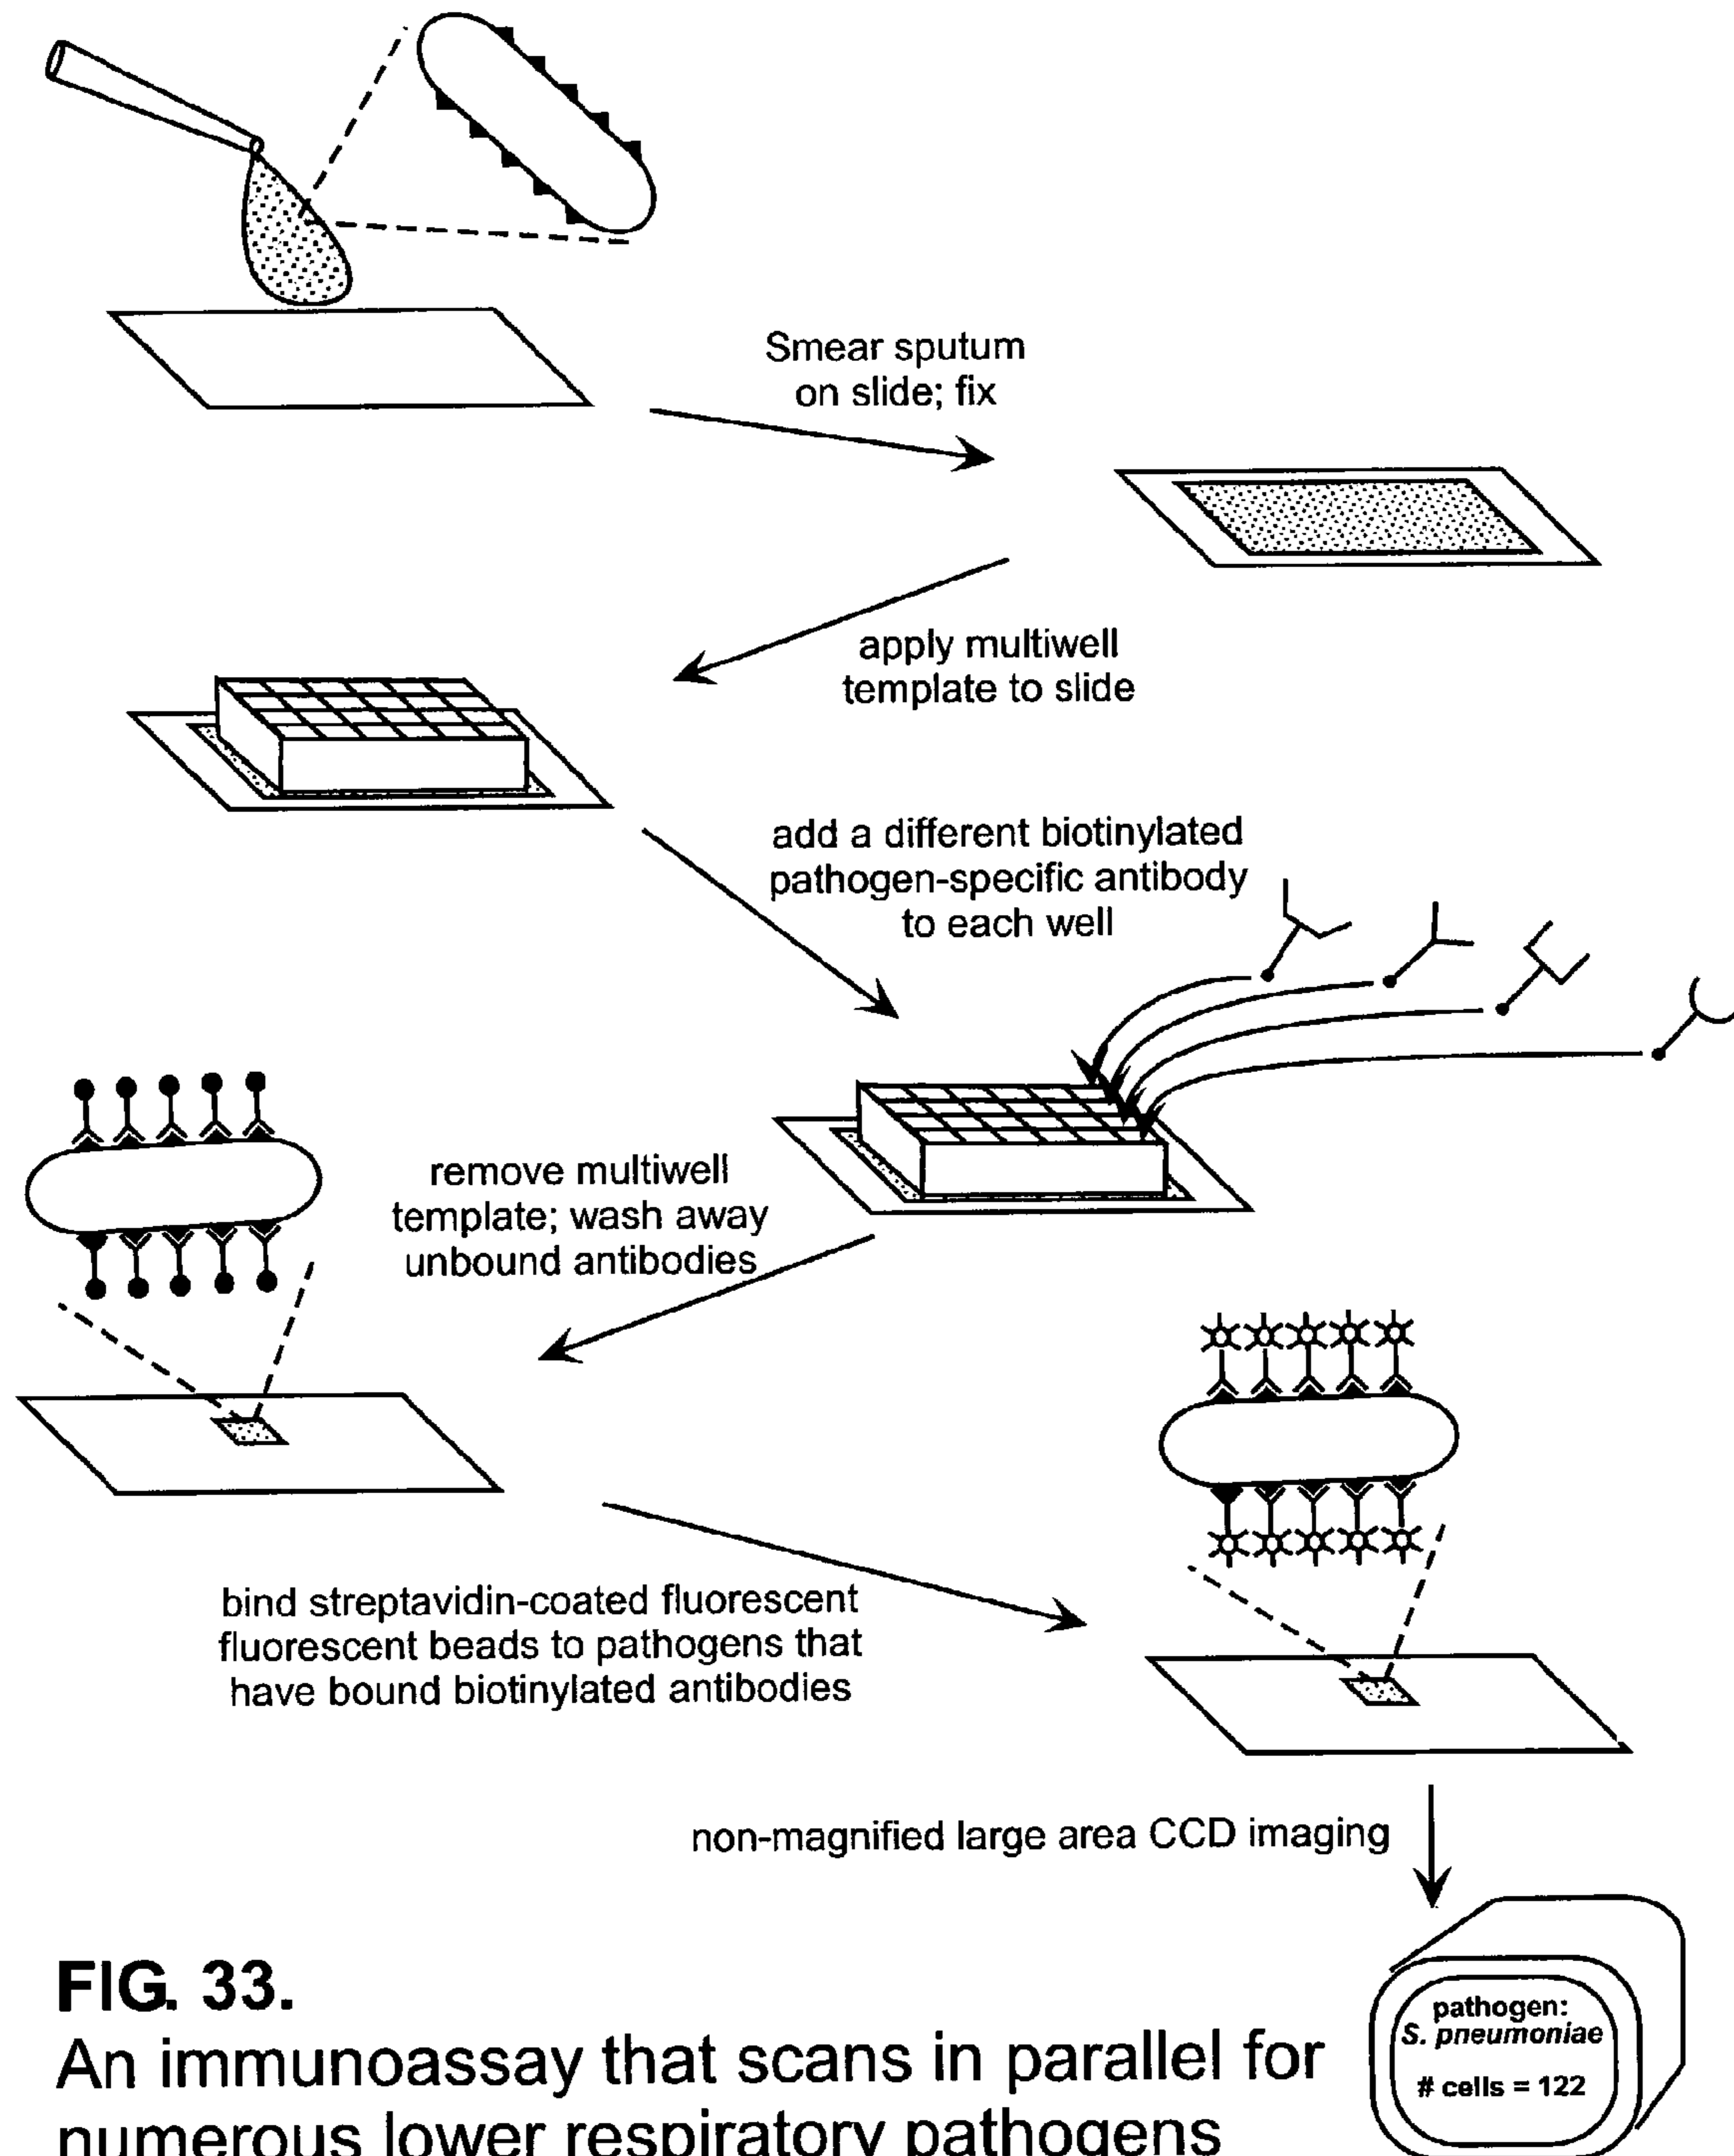 Smear sputum
on slide; fix
apply multiwell
template to slide
add a different biotinylated
pathogen-specific antibody
to each well
remove multiwell
template; wash away
unbound antibodies
bind streptavidin-coated fluorescent
fluorescent beads to pathogens that
have bound biotinylated antibodies
non-magnified large area CCD imaging
pathogen:
S. pneumoniae
# cells = 122
FIG. 33.
An immunoassay that scans in parallel for
numerous lower respiratory pathogens